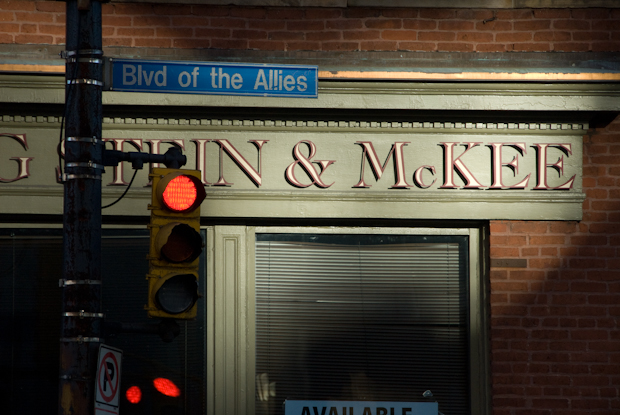 Blvd of the Allies
G STEIN & McKEE
P
AVAILABLE